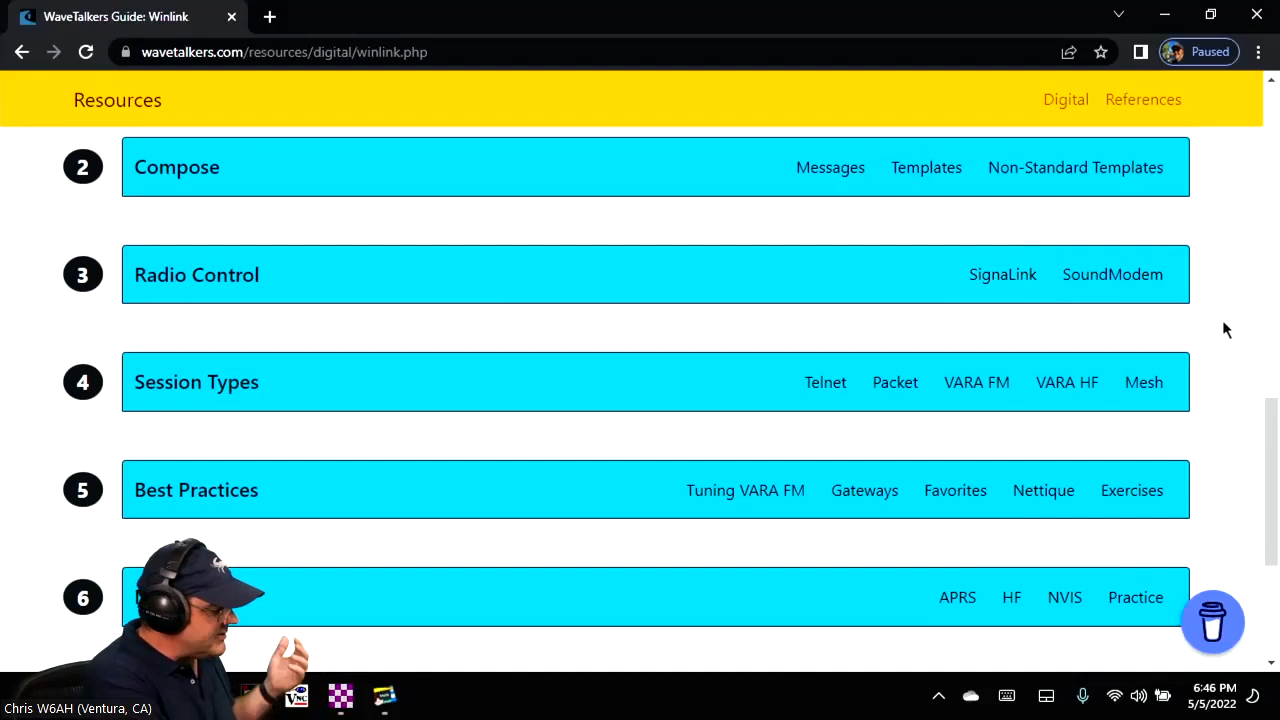 WaveTalkers Guide: Winlink
wavetalkers.com/resources/digital/winlink.php
Paused
Resources
Digital References
2 Compose Messages Templates Non-Standard Templates
3 Radio Control SignaLink SoundModem
4 Session Types Telnet Packet VARA FM VARA HF Mesh
5 Best Practices Tuning VARA FM Gateways Favorites Nettique Exercises
6 APRS HF NVIS Practice
VNC
6:46 PM
5/5/2022
Chris W6AH (Ventura, CA)